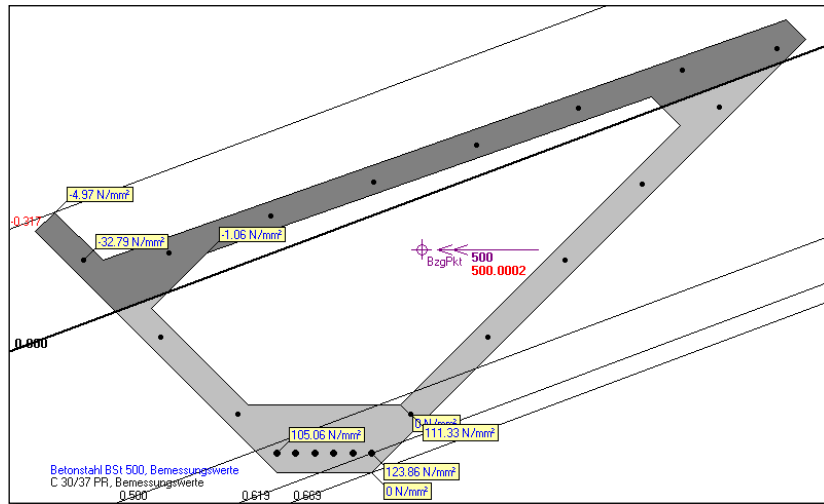 -4.97 N/mm²
-0.317
-32.79 N/mm²
-1.06 N/mm²
BzgPkt
500
500.0002
0.000
0 N/mm²
105.06 N/mm²
111.33 N/mm²
Betonstahl BSt 500, Bemessungswerte
123.86 N/mm²
C 30/37 PR, Bemessungswerte
0 N/mm²
0.500 0.619 0.669